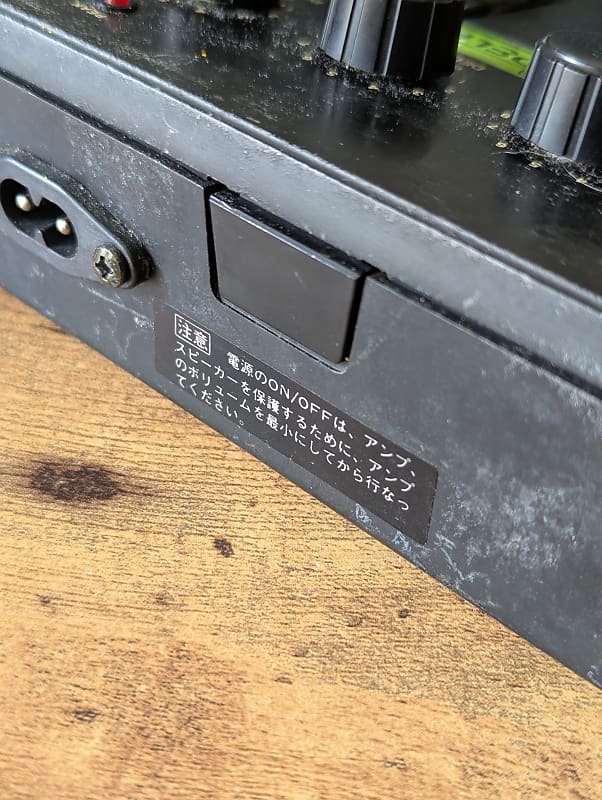 注意 電源のON/OFFは、アンプ、
スピーカーを保護するために、アンプ
のボリュームを最小にしてから行なっ
てください。